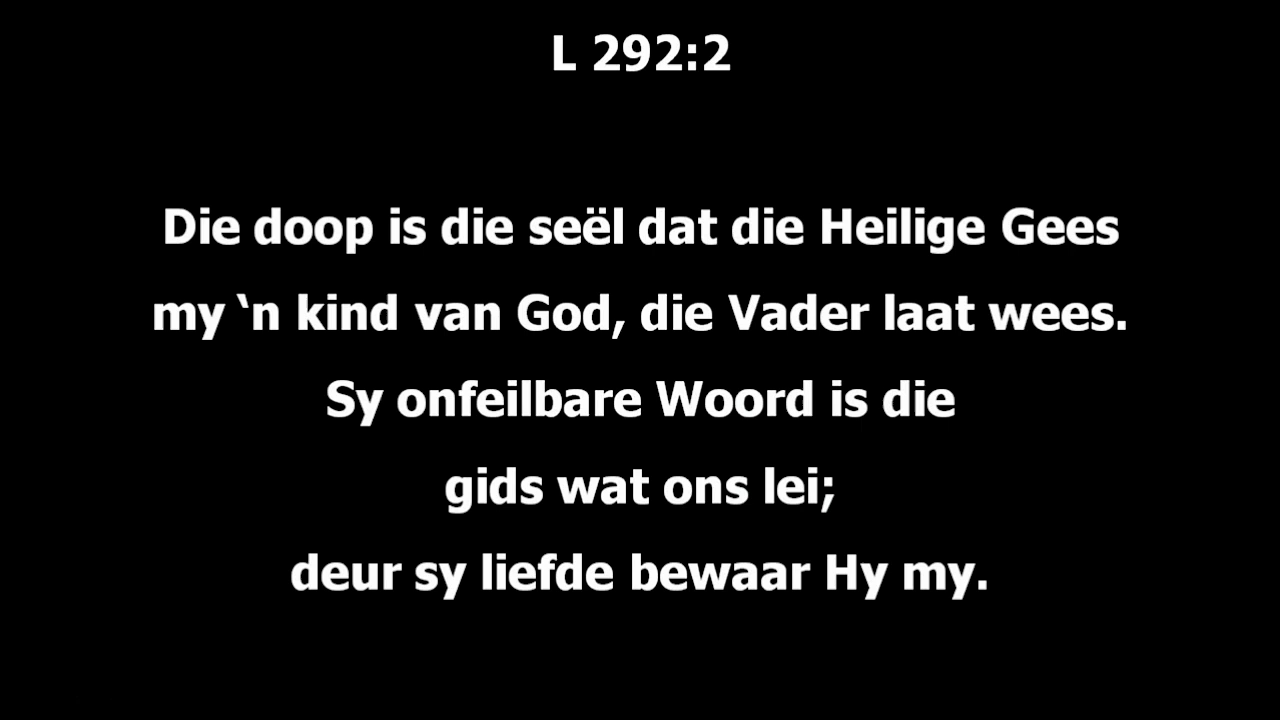 L 292:2
Die doop is die seël dat die Heilige Gees
my ‘n kind van God, die Vader laat wees.
Sy onfeilbare Woord is die
gids wat ons lei;
deur sy liefde bewaar Hy my.